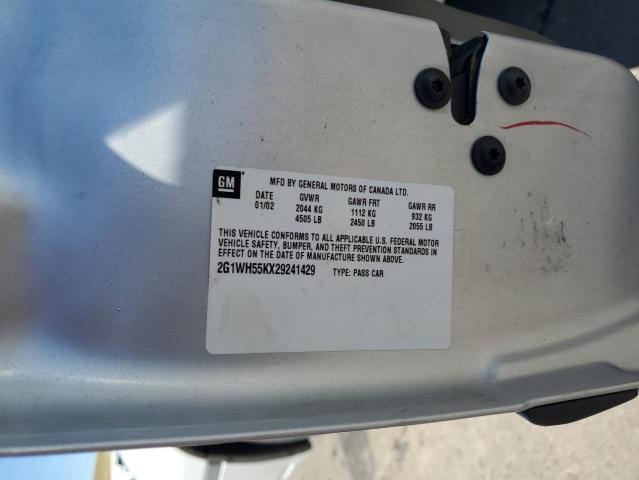 GM
MFD BY GENERAL MOTORS OF CANADA LTD.
DATE GVWR GAWR FRT GAWR RR
01/02 2044 KG 1112 KG 932 KG
4505 LB 2450 LB 2055 LB
THIS VEHICLE CONFORMS TO ALL APPLICABLE U.S. FEDERAL MOTOR
VEHICLE SAFETY, BUMPER, AND THEFT PREVENTION STANDARDS IN
EFFECT ON THE DATE OF MANUFACTURE SHOWN ABOVE.
2G1WH55KX29241429 TYPE: PASS CAR